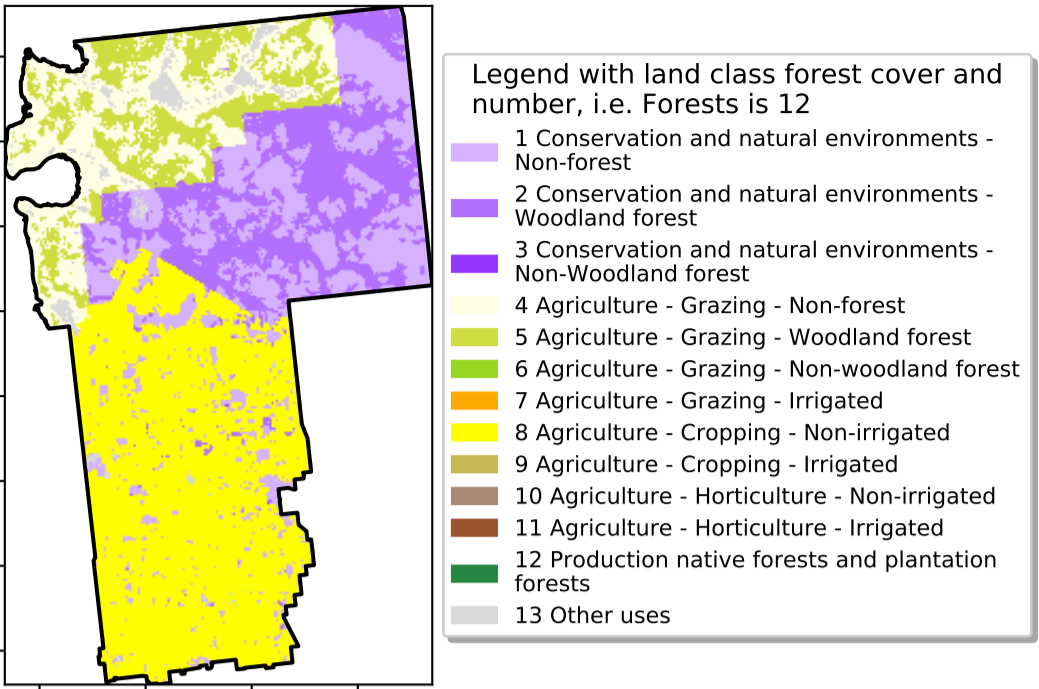 Legend with land class forest cover and
number, i.e. Forests is 12
1 Conservation and natural environments -
Non-forest
2 Conservation and natural environments -
Woodland forest
3 Conservation and natural environments -
Non-Woodland forest
4 Agriculture - Grazing - Non-forest
5 Agriculture - Grazing - Woodland forest
6 Agriculture - Grazing - Non-woodland forest
7 Agriculture - Grazing - Irrigated
8 Agriculture - Cropping - Non-irrigated
9 Agriculture - Cropping - Irrigated
10 Agriculture - Horticulture - Non-irrigated
11 Agriculture - Horticulture - Irrigated
12 Production native forests and plantation
forests
13 Other uses